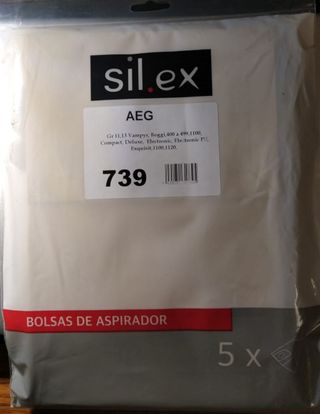 sil.ex
AEG
Gr 11,13 Vampyr, Boggi,400 a 499,1100,
Compact, Deluxe, Electronic, Electronic PU,
Exquisit,1100,1120,
739
BOLSAS DE ASPIRADOR
5 x